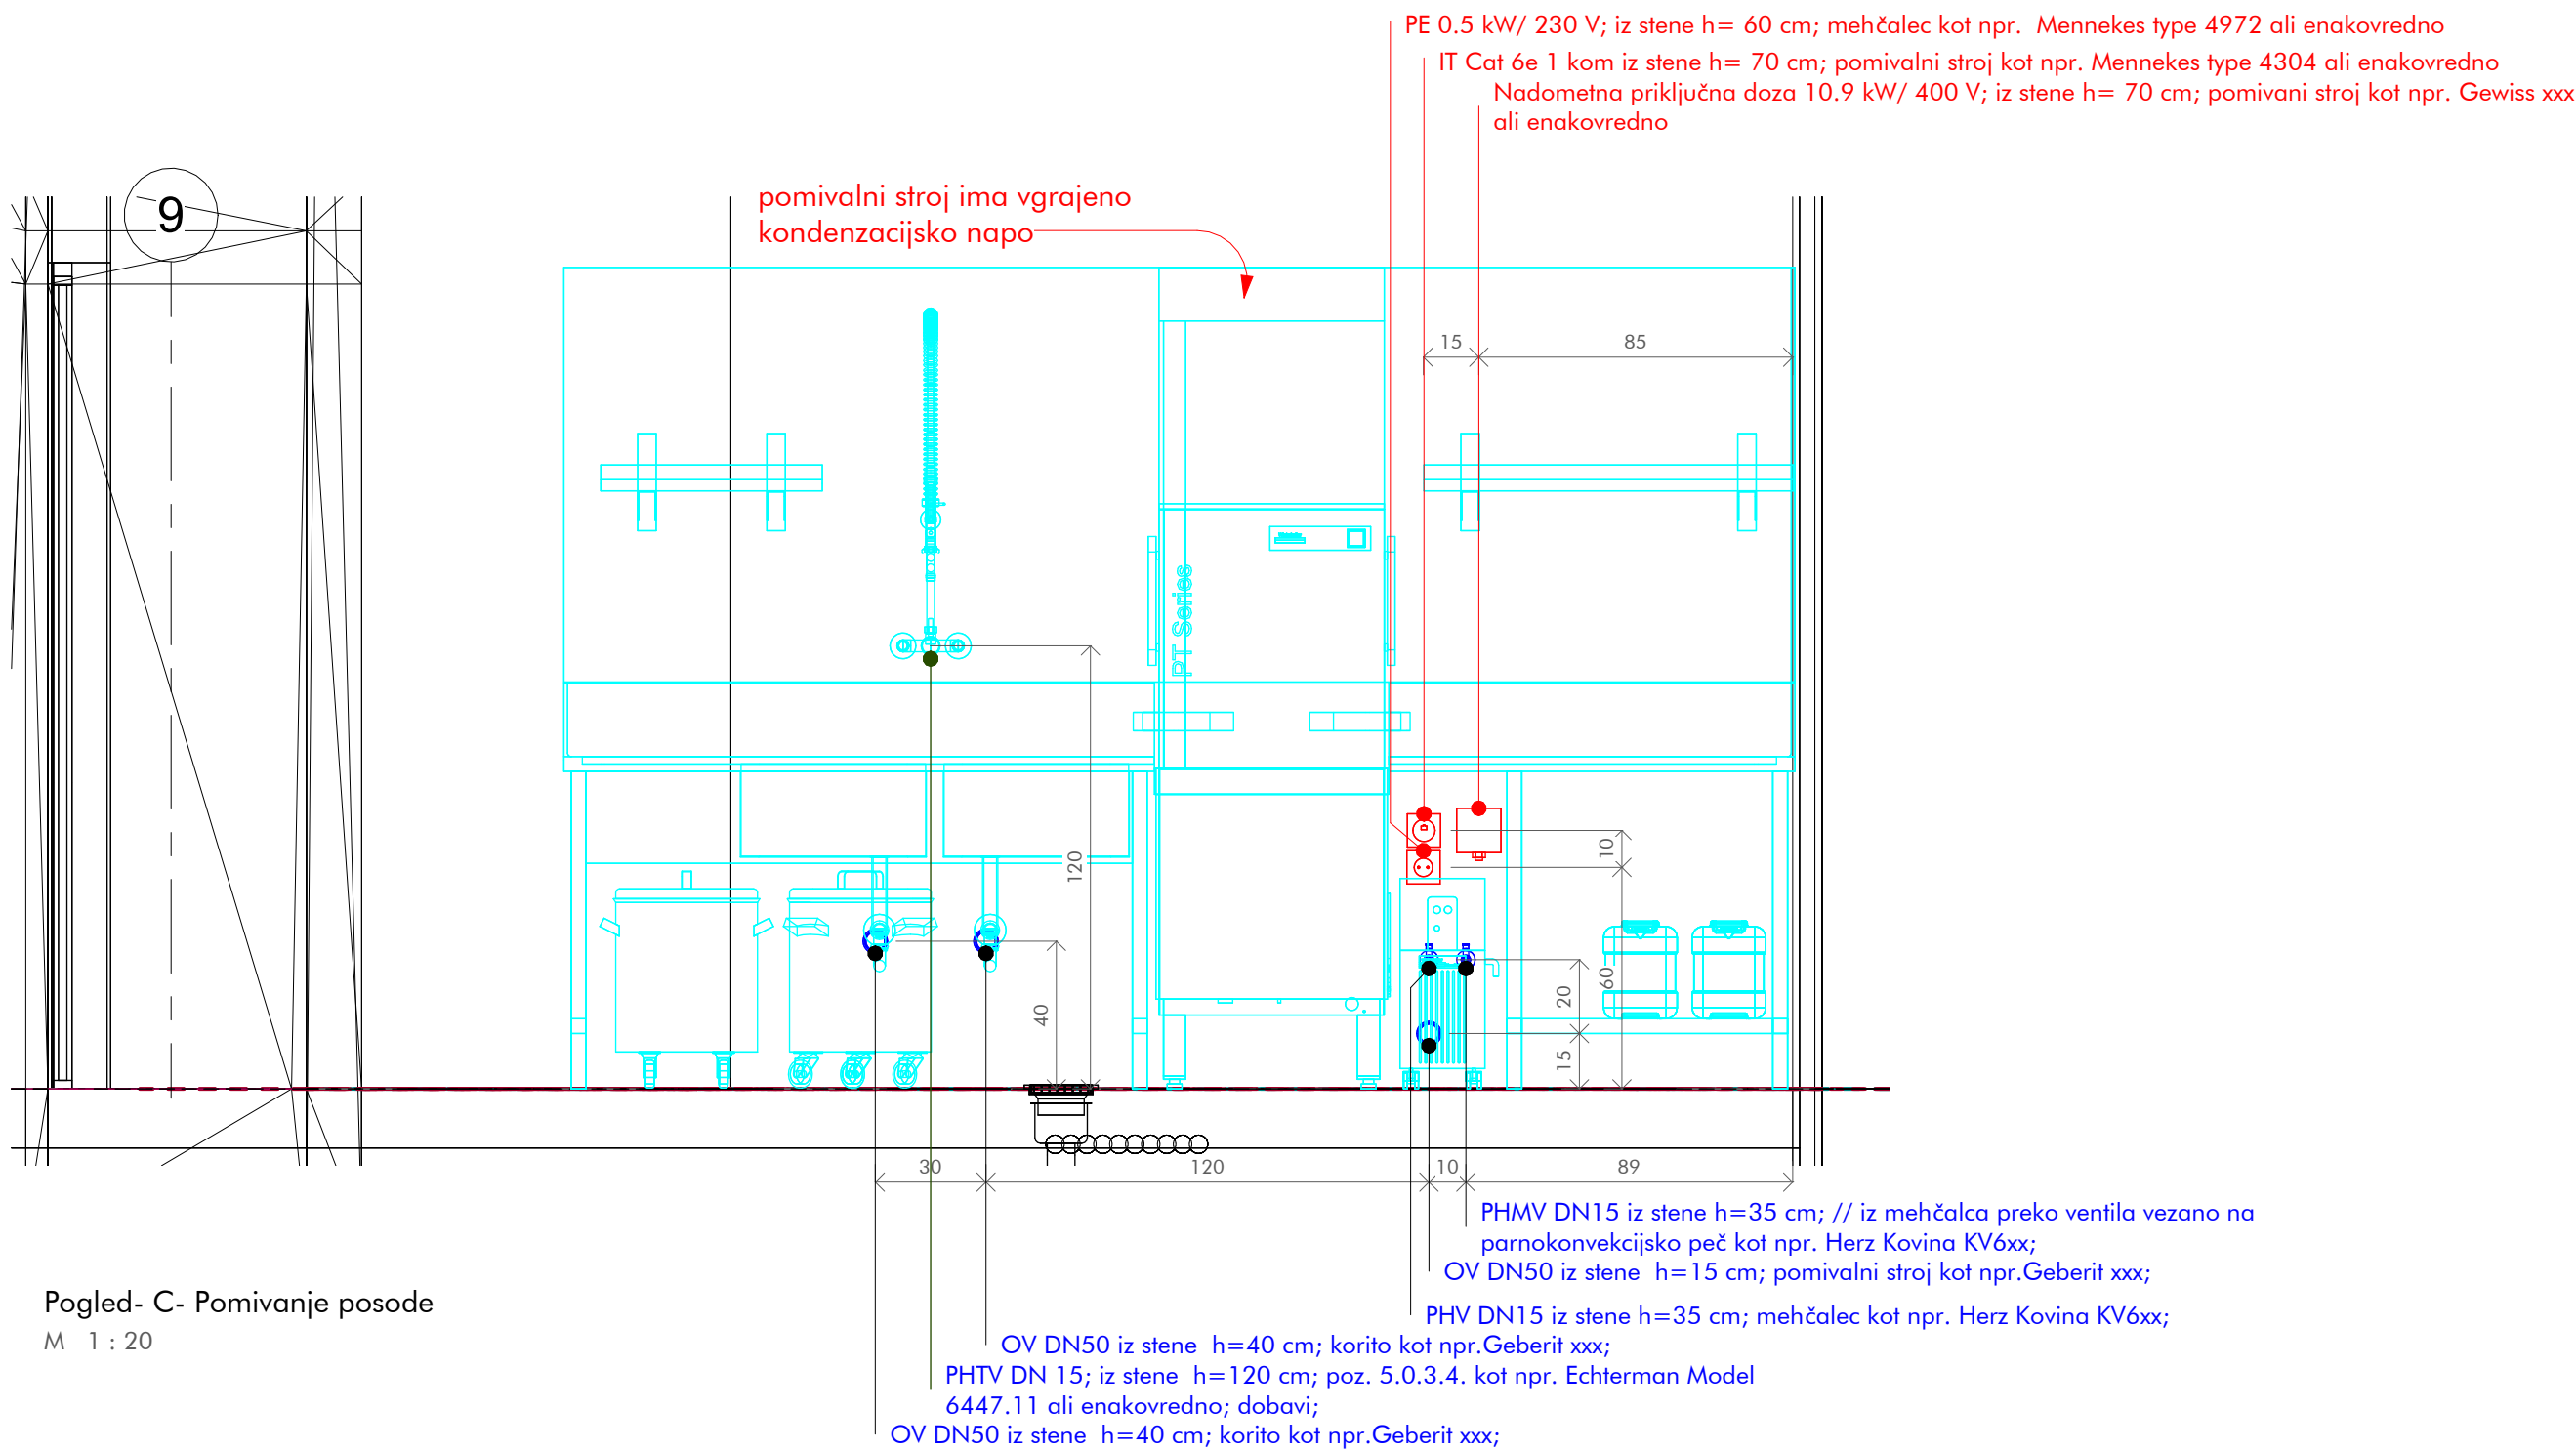 PE 0.5 kW/ 230 V; iz stene h= 60 cm; mehčalec kot npr.  Mennekes type 4972 ali enakovredno
IT Cat 6e 1 kom iz stene h= 70 cm; pomivalni stroj kot npr. Mennekes type 4304 ali enakovredno
Nadometna priključna doza 10.9 kW/ 400 V; iz stene h= 70 cm; pomivani stroj kot npr. Gewiss xxx
ali enakovredno
9
pomivalni stroj ima vgrajeno
kondenzacijsko napo
15
85
PT Series
120
10
60
40
20
15
30
120
10
89
PHMV DN15 iz stene h=35 cm; // iz mehčalca preko ventila vezano na
parnokonvekcijsko peč kot npr. Herz Kovina KV6xx;
OV DN50 iz stene  h=15 cm; pomivalni stroj kot npr.Geberit xxx;
Pogled- C- Pomivanje posode
M   1 : 20
PHV DN15 iz stene h=35 cm; mehčalec kot npr. Herz Kovina KV6xx;
OV DN50 iz stene  h=40 cm; korito kot npr.Geberit xxx;
PHTV DN 15; iz stene  h=120 cm; poz. 5.0.3.4. kot npr. Echterman Model
6447.11 ali enakovredno; dobavi;
OV DN50 iz stene  h=40 cm; korito kot npr.Geberit xxx;